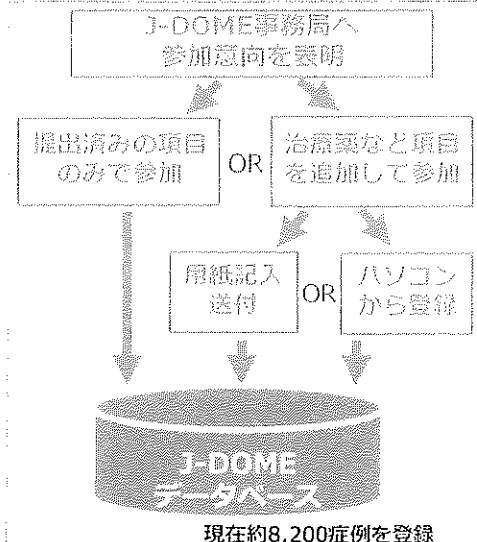 J-DOME事務局へ
参加意向を表明
提出済みの項目
のみで参加
OR
治療薬など項目
を追加して参加
用紙記入
送付
OR
パソコン
から登録
J-DOME
データベース
現在約8,200症例を登録